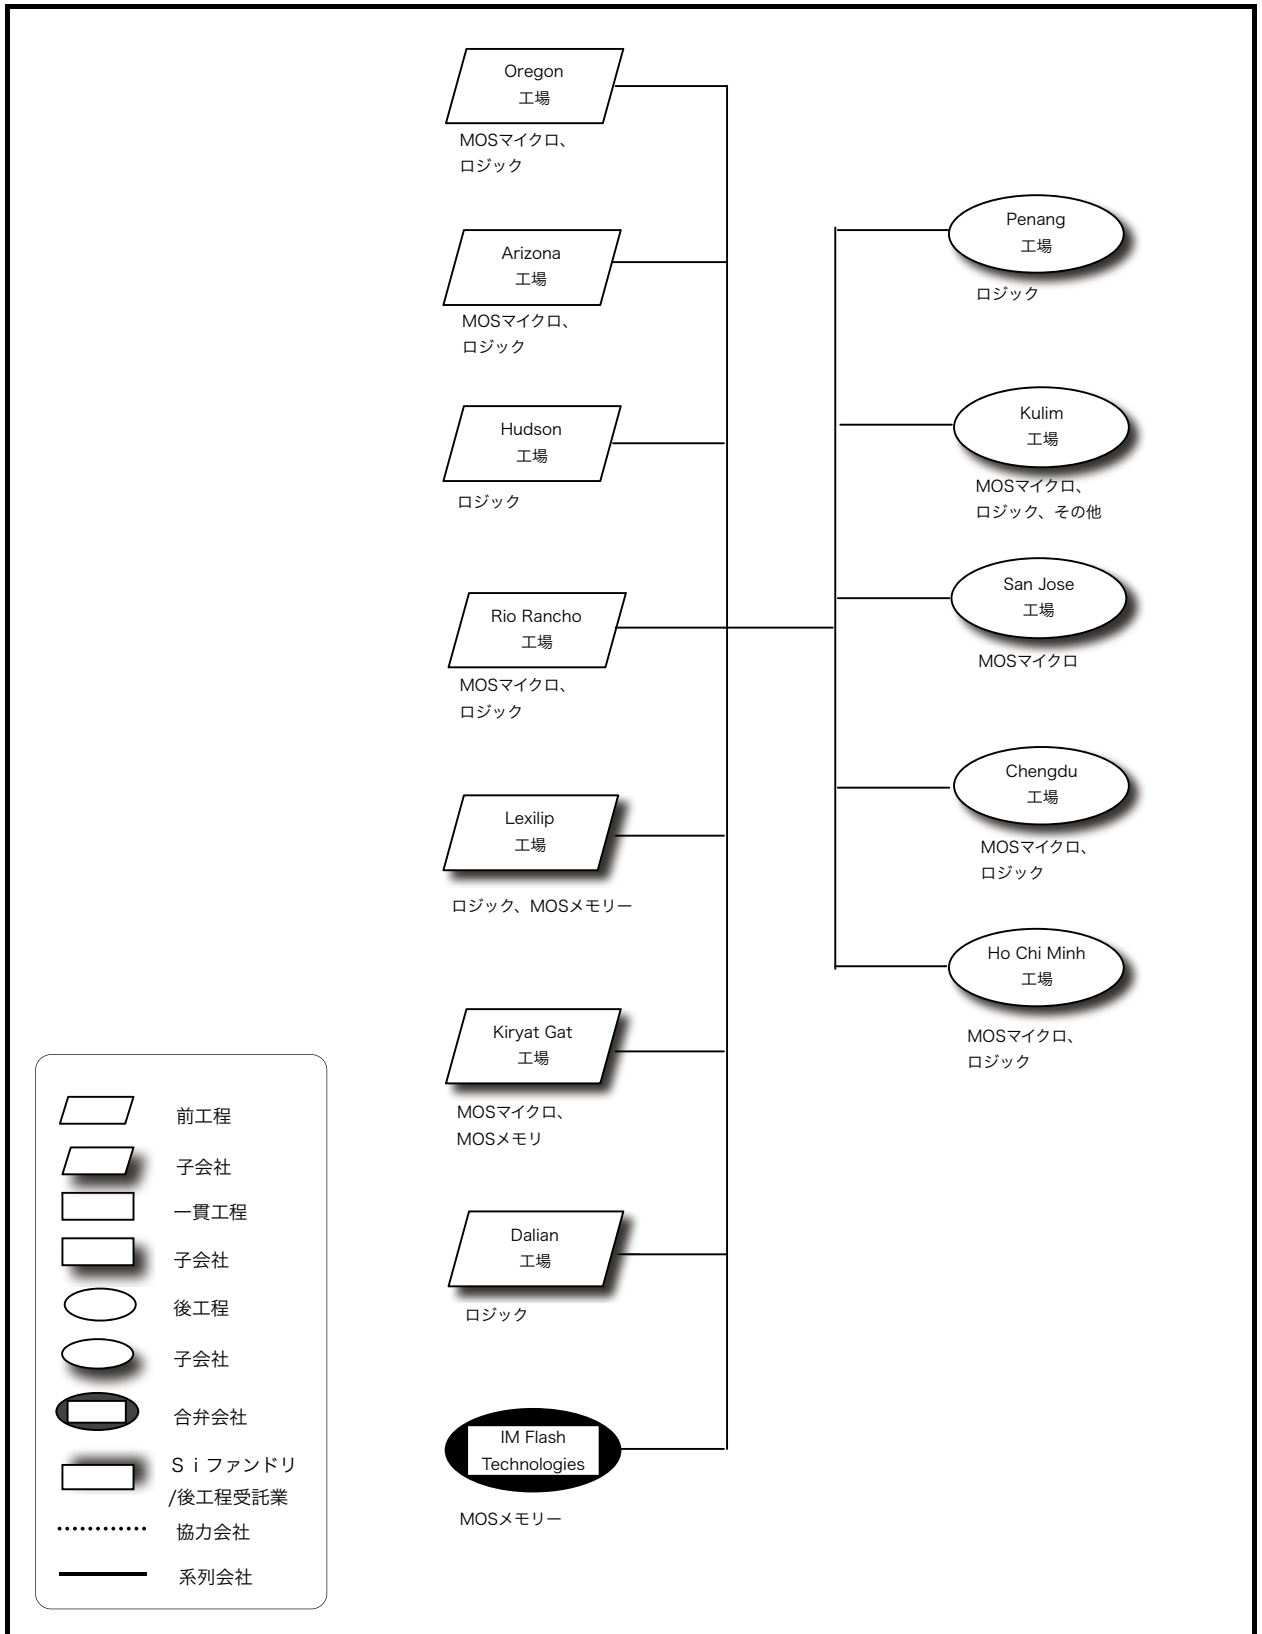 Oregon
工場
MOSマイクロ、
ロジック
Arizona
工場
MOSマイクロ、
ロジック
Hudson
工場
ロジック
Rio Rancho
工場
MOSマイクロ、
ロジック
Lexilip
工場
ロジック、MOSメモリー
Kiryat Gat
工場
MOSマイクロ、
MOSメモリ
Dalian
工場
ロジック
IM Flash
Technologies
MOSメモリー
Penang
工場
ロジック
Kulim
工場
MOSマイクロ、
ロジック、その他
San Jose
工場
MOSマイクロ
Chengdu
工場
MOSマイクロ、
ロジック
Ho Chi Minh
工場
MOSマイクロ、
ロジック
前工程
子会社
一貫工程
子会社
後工程
子会社
合弁会社
Ｓｉファンドリ
/後工程受託業
協力会社
系列会社